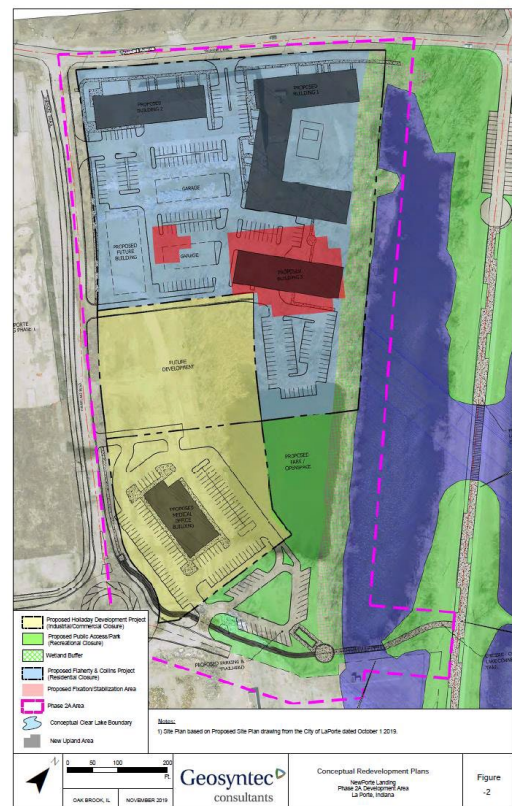 PROPOSED
BUILDING 2
PROPOSED
BUILDING 1
GARAGE
PROPOSED
FUTURE
BUILDING
GARAGE
PROPOSED
FUTURE
DEVELOPMENT
PROPOSED
PARK /
OPENSPACE
PROPOSED
MEDICAL
OFFICE
BUILDING
PROPOSED PARKING &
TRAILHEAD
Proposed Holladay Development Project
(Industrial/Commercial Closure)
Proposed Public Access/Park
(Recreational Closure)
Wetland Buffer
Proposed Flaherty & Collins Project
(Residential Closure)
Proposed Fixation/Stabilization Area
Phase 2A Area
Conceptual Clear Lake Boundary
New Upland Area
Notes:
1) Site Plan based on Proposed Site Plan drawing from the City of LaPorte dated October 1 2019.
0 50 100 200
Ft.
OAK BROOK, IL
NOVEMBER 2019
Geosyntec
consultants
Conceptual Redevelopment Plans
NewPorte Landing
Phase 2A Development Area
La Porte, Indiana
Figure
-2